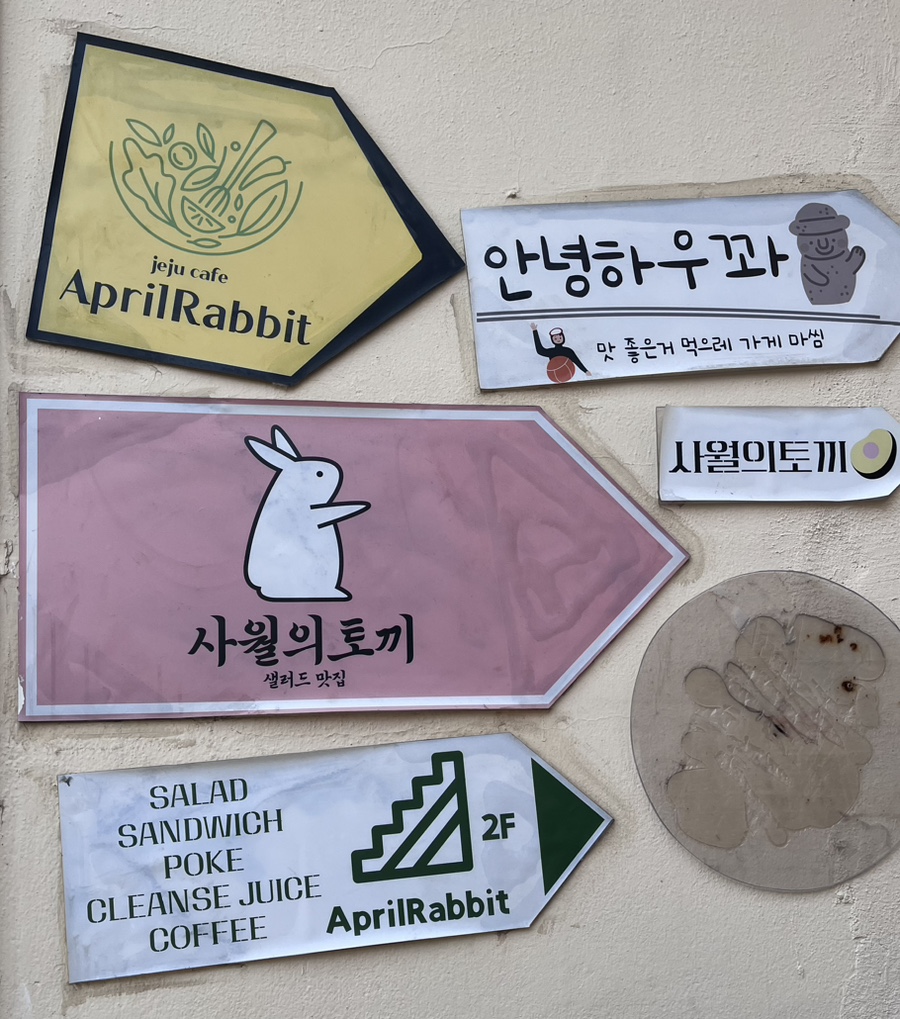 jeju cafe
AprilRabbit
안녕하우꽈
맛 좋은거 먹으레 가게 마씸
사월의토끼
사월의토끼
샐러드 맛집
SALAD
SANDWICH
POKE
CLEANSE JUICE
COFFEE
2F
AprilRabbit